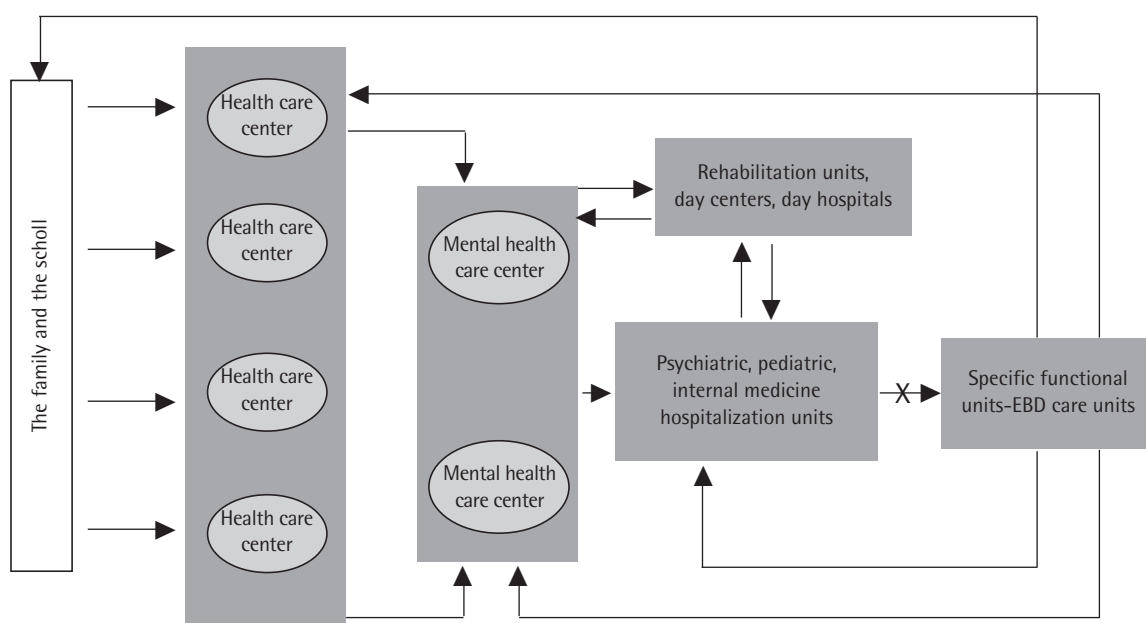 The family and the scholl
Health care
center
Health care
center
Health care
center
Health care
center
Mental health
care center
Mental health
care center
Rehabilitation units,
day centers, day hospitals
Psychiatric, pediatric,
internal medicine
hospitalization units
X
Specific functional
units-EBD care units